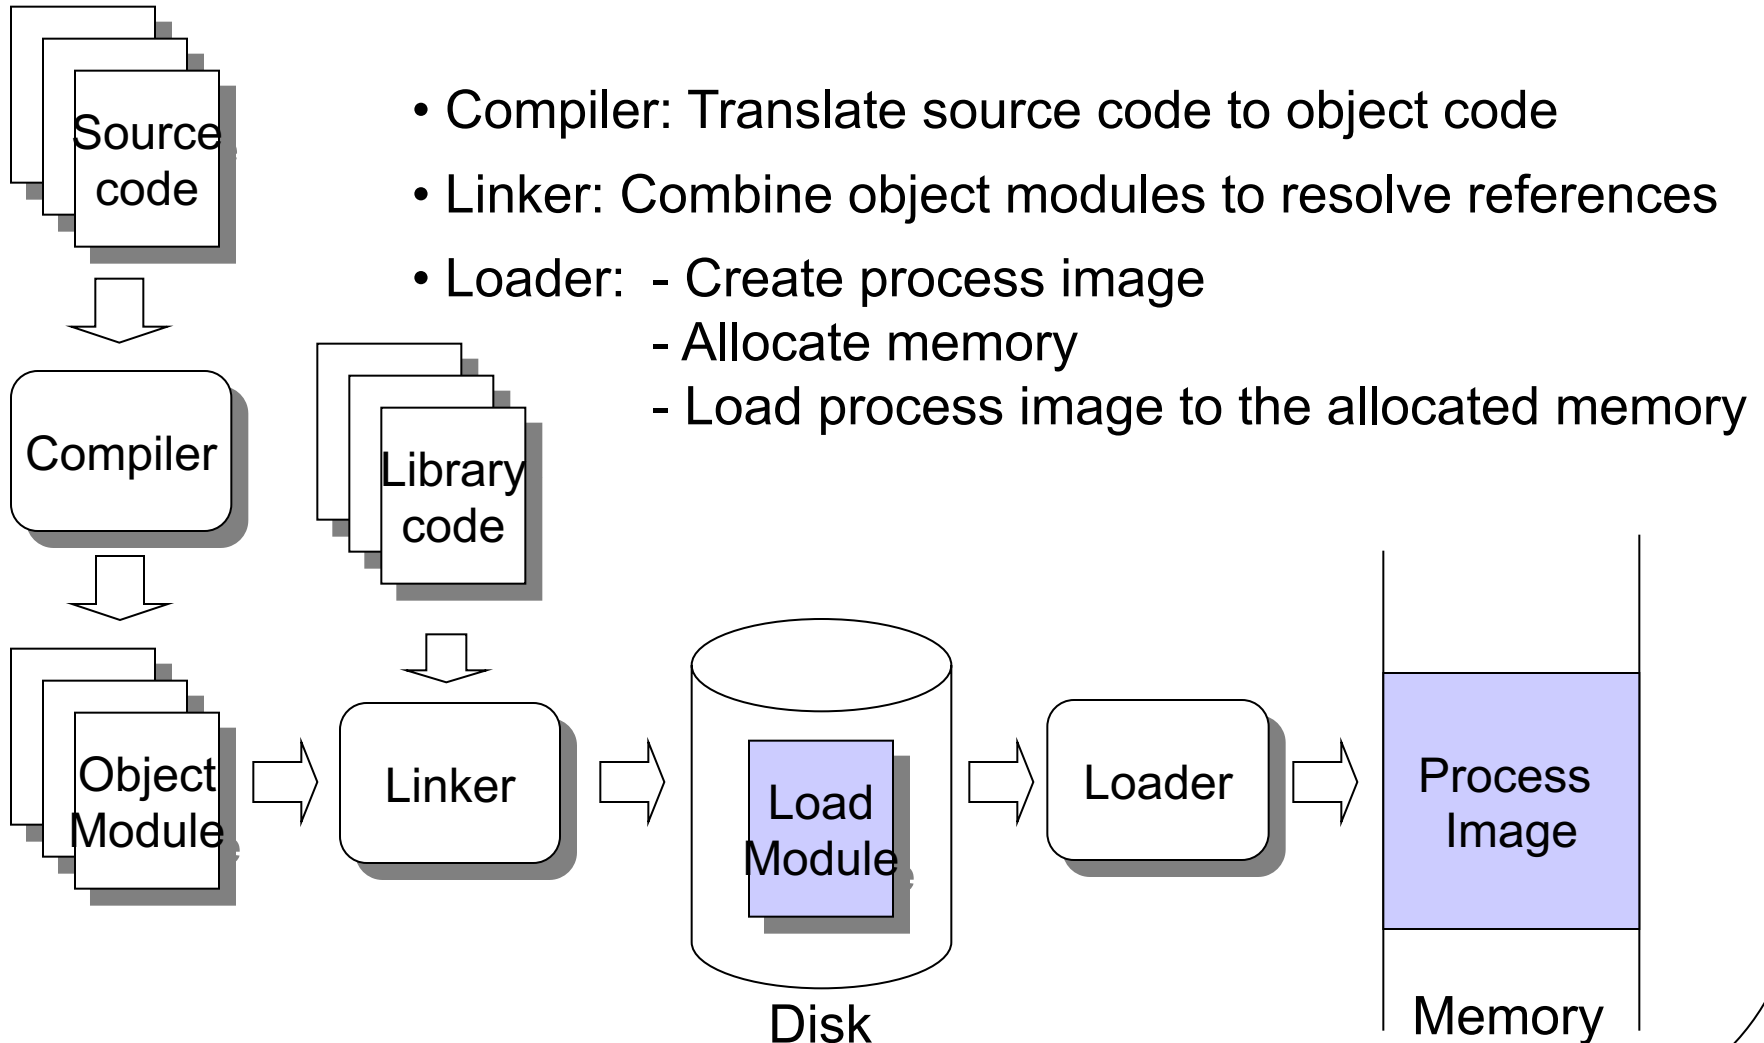 • Compiler: Translate source code to object code
• Linker: Combine object modules to resolve references
• Loader: - Create process image
- Allocate memory
- Load process image to the allocated memory
Source
code
Compiler
Library
code
Object
Module
Linker
Load
Module
Disk
Loader
Process
Image
Memory